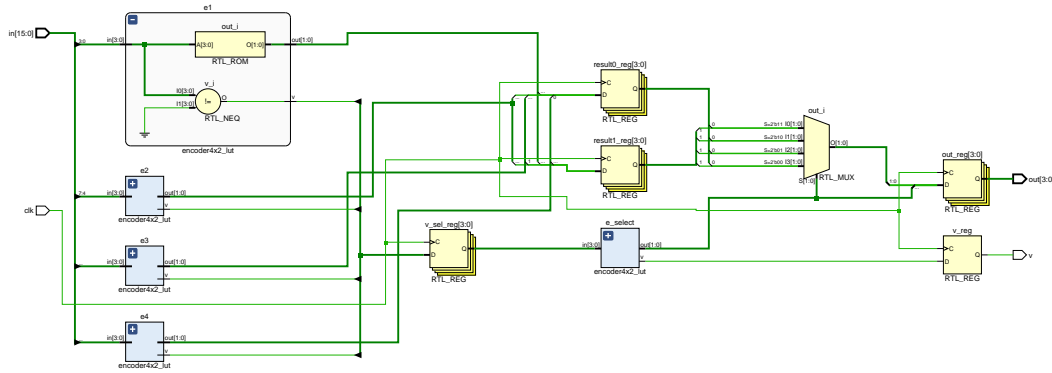 e1
out_i
in[15:0]
3:0
in[3:0]
A[3:0]
O[1:0]
out[1:0]
RTL_ROM
v_i
I0[3:0]
I1[3:0]
!=
O
v
RTL_NEQ
encoder4x2_lut
result0_reg[3:0]
C
D
Q
RTL_REG
result1_reg[3:0]
C
D
Q
RTL_REG
out_i
S=2'b11 I0[1:0]
S=2'b10 I1[1:0]
S=2'b01 I2[1:0]
S=2'b00 I3[1:0]
O[1:0]
S[1:0]
RTL_MUX
1:0
out_reg[3:0]
C
D
Q
RTL_REG
out[3:0
e2
7:4
in[3:0]
out[1:0]
v
encoder4x2_lut
clk
e3
in[3:0]
out[1:0]
v
encoder4x2_lut
v_sel_reg[3:0]
C
D
Q
RTL_REG
e_select
in[3:0]
out[1:0]
v
encoder4x2_lut
v_reg
C
D
Q
RTL_REG
v
e4
in[3:0]
out[1:0]
v
encoder4x2_lut